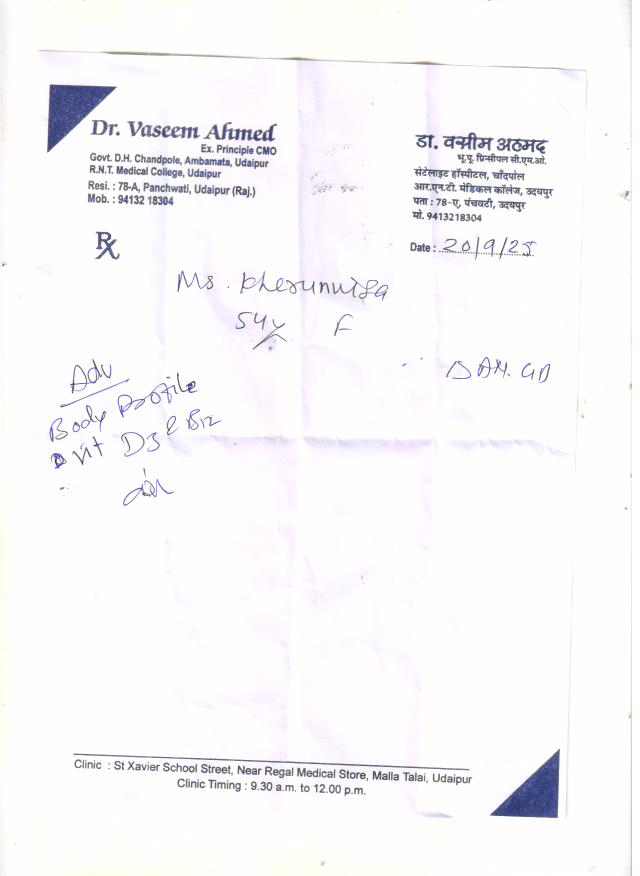 Dr. Vaseem Ahmed
Ex. Principle CMO
Govt. D.H. Chandpole, Ambamata, Udaipur
R.N.T. Medical College, Udaipur
Resi. : 78-A, Panchwati, Udaipur (Raj.)
Mob. : 94132 18304
डा. वसीम अहमद
भू.पू. प्रिन्सीपल सी.एम.ओ.
सेटेलाइट हॉस्पीटल, चाँदपोल
आर.एन.टी. मेडिकल कॉलेज, उदयपुर
पता : 78-ए, पंचवटी, उदयपुर
मो. 9413218304
Rx
Date : 20/9/25
Ms. Kherunnisa
54y F
Adv
Body Profile
vit D3 & B12
Clinic : St Xavier School Street, Near Regal Medical Store, Malla Talai, Udaipur
Clinic Timing : 9.30 a.m. to 12.00 p.m.